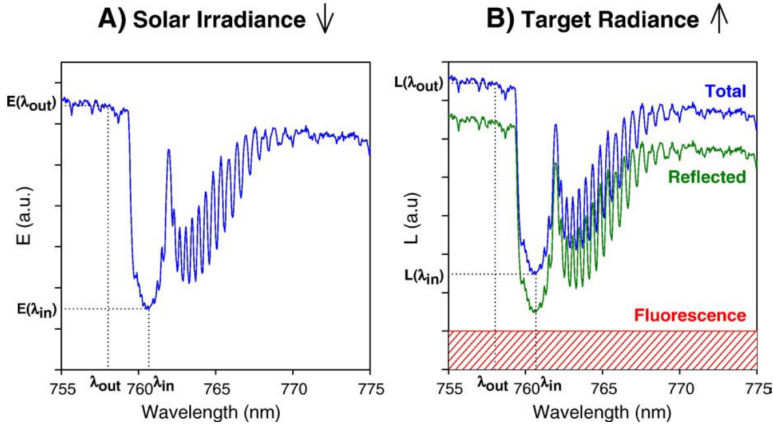 A) Solar Irradiance ↓
E(λout)
E (a.u.)
E(λin)
755 λout 760 λin 765 770 775
Wavelength (nm)
B) Target Radiance ↑
L(λout)
Total
Reflected
L (a.u)
L(λin)
Fluorescence
755 λout 760 λin 765 770 775
Wavelength (nm)